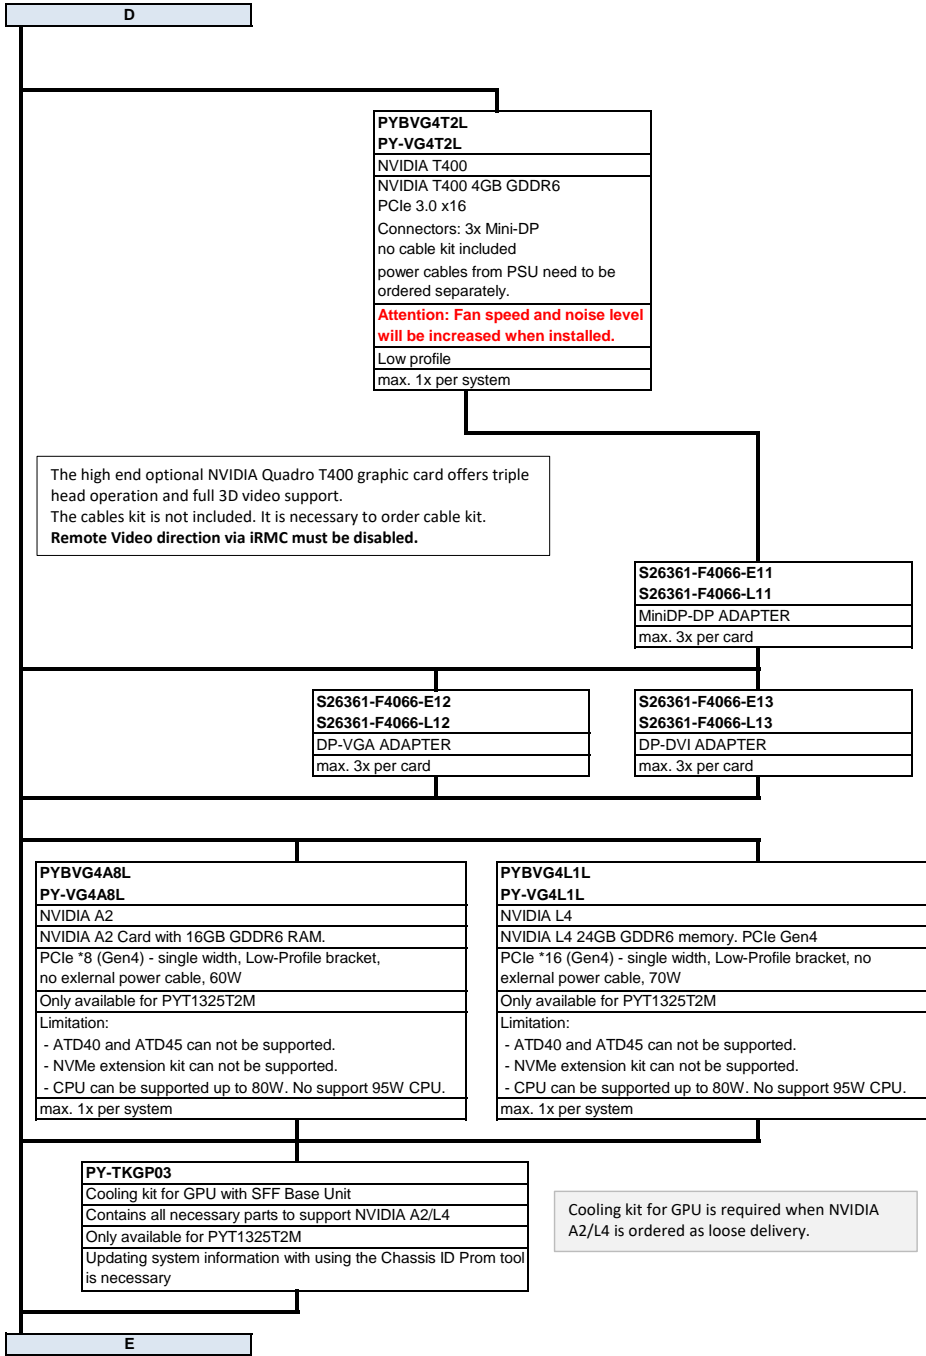 D
PYBVG4T2L
PY-VG4T2L
NVIDIA T400
NVIDIA T400 4GB GDDR6
PCIe 3.0 x16
Connectors: 3x Mini-DP
no cable kit included
power cables from PSU need to be
ordered separately.
Attention: Fan speed and noise level
will be increased when installed.
Low profile
max. 1x per system
The high end optional NVIDIA Quadro T400 graphic card offers triple
head operation and full 3D video support.
The cables kit is not included. It is necessary to order cable kit.
Remote Video direction via iRMC must be disabled.
S26361-F4066-E11
S26361-F4066-L11
MiniDP-DP ADAPTER
max. 3x per card
S26361-F4066-E12
S26361-F4066-L12
DP-VGA ADAPTER
max. 3x per card
S26361-F4066-E13
S26361-F4066-L13
DP-DVI ADAPTER
max. 3x per card
PYBVG4A8L
PY-VG4A8L
NVIDIA A2
NVIDIA A2 Card with 16GB GDDR6 RAM.
PCIe *8 (Gen4) - single width, Low-Profile bracket,
no exlernal power cable, 60W
Only available for PYT1325T2M
Limitation:
- ATD40 and ATD45 can not be supported.
- NVMe extension kit can not be supported.
- CPU can be supported up to 80W. No support 95W CPU.
max. 1x per system
PYBVG4L1L
PY-VG4L1L
NVIDIA L4
NVIDIA L4 24GB GDDR6 memory. PCIe Gen4
PCIe *16 (Gen4) - single width, Low-Profile bracket, no
exlernal power cable, 70W
Only available for PYT1325T2M
Limitation:
- ATD40 and ATD45 can not be supported.
- NVMe extension kit can not be supported.
- CPU can be supported up to 80W. No support 95W CPU.
max. 1x per system
PY-TKGP03
Cooling kit for GPU with SFF Base Unit
Contains all necessary parts to support NVIDIA A2/L4
Only available for PYT1325T2M
Updating system information with using the Chassis ID Prom tool
is necessary
Cooling kit for GPU is required when NVIDIA
A2/L4 is ordered as loose delivery.
E